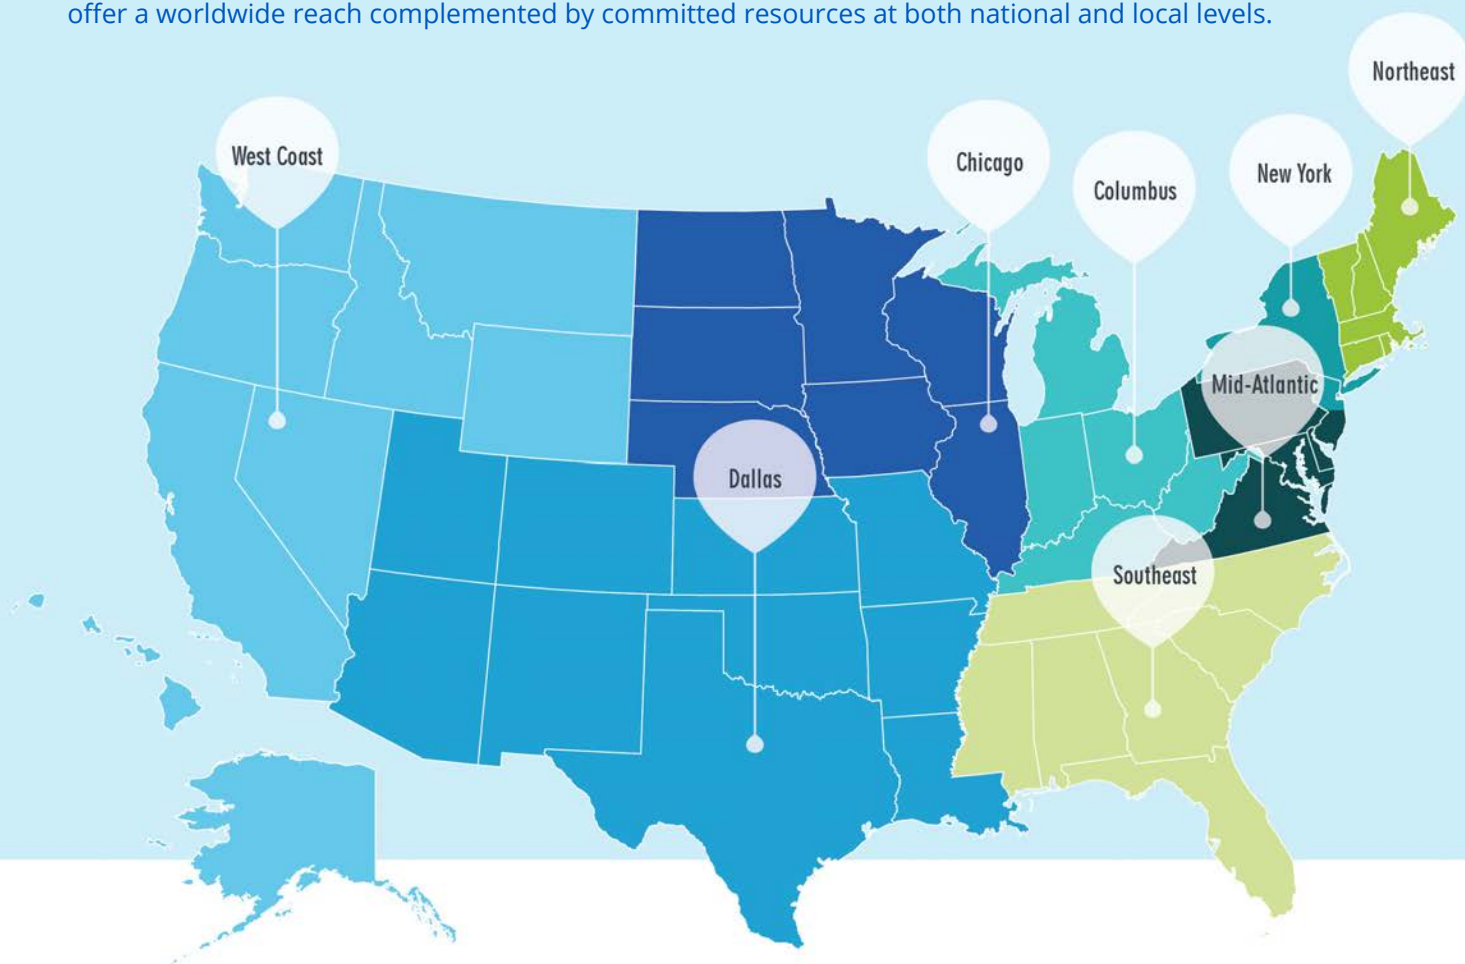 offer a worldwide reach complemented by committed resources at both national and local levels.
Northeast
West Coast
Chicago
New York
Columbus
Mid-Atlantic
Dallas
Southeast